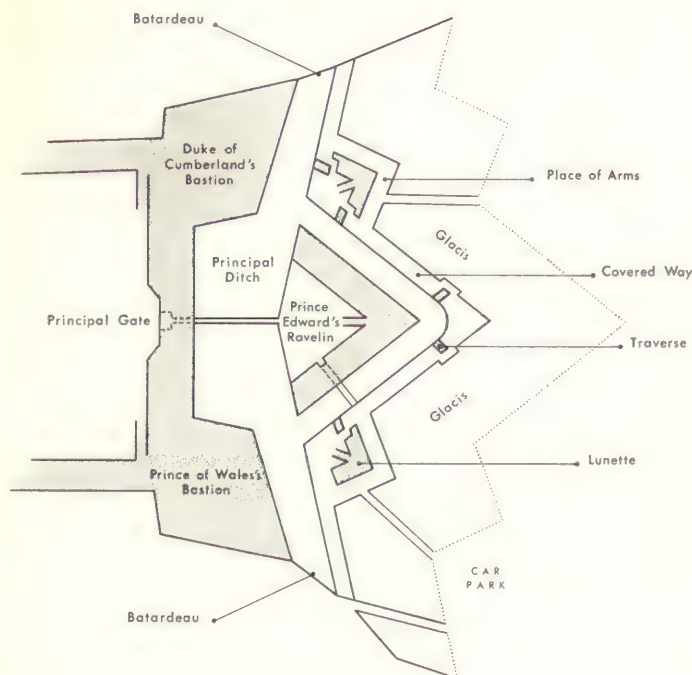 Batardeau
Duke of
Cumberland's
Bastion
Place of Arms
Glacis
Principal
Ditch
Covered Way
Principal Gate
Prince
Edward's
Ravelin
Traverse
Glacis
Prince of Wales's
Bastion
Lunette
CAR
PARK
Batardeau